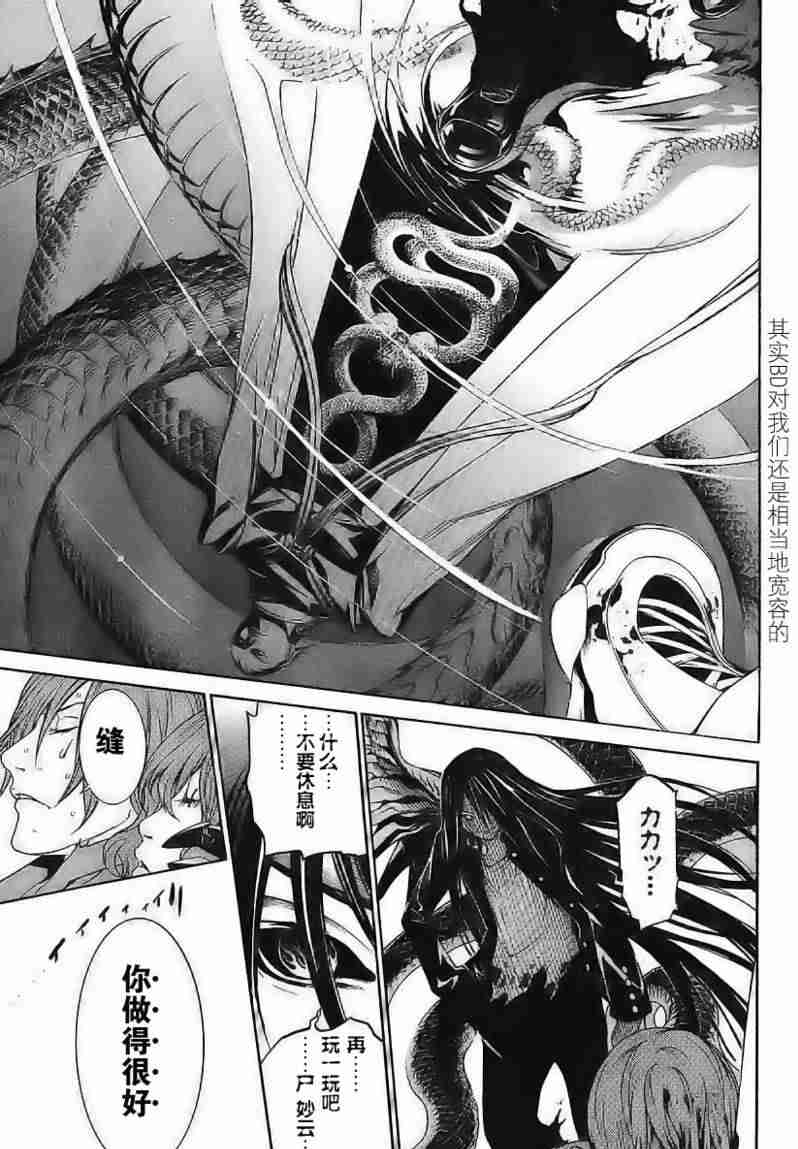 其实BD对我们还是相当地宽容的
カカッ…
……什么…
……不要休息啊
再……
玩一玩吧
……尸 妙云…
缝
イィィィィ
你做得很好